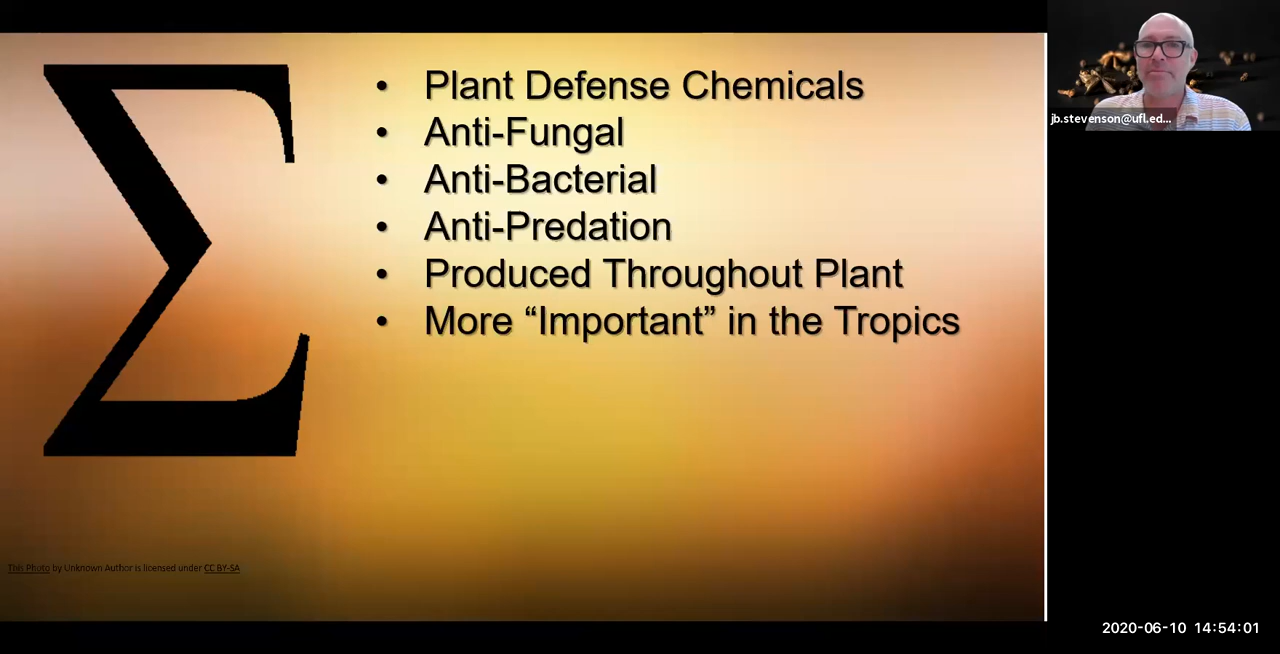 Σ
• Plant Defense Chemicals
• Anti-Fungal
• Anti-Bacterial
• Anti-Predation
• Produced Throughout Plant
• More “Important” in the Tropics
jb.stevenson@ufl.ed...
This Photo by Unknown Author is licensed under CC BY-SA
2020-06-10 14:54:01